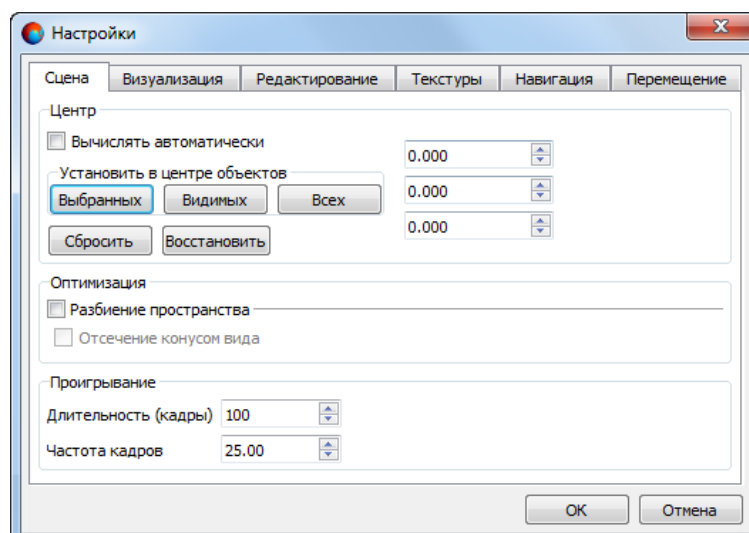 Настройки
Сцена Визуализация Редактирование Текстуры Навигация Перемещение
Центр
Вычислять автоматически
0.000
Установить в центре объектов
0.000
Выбранных Видимых Всех
0.000
Сбросить Восстановить
Оптимизация
Разбиение пространства
Отсечение конусом вида
Проигрывание
Длительность (кадры) 100
Частота кадров 25.00
OK Отмена